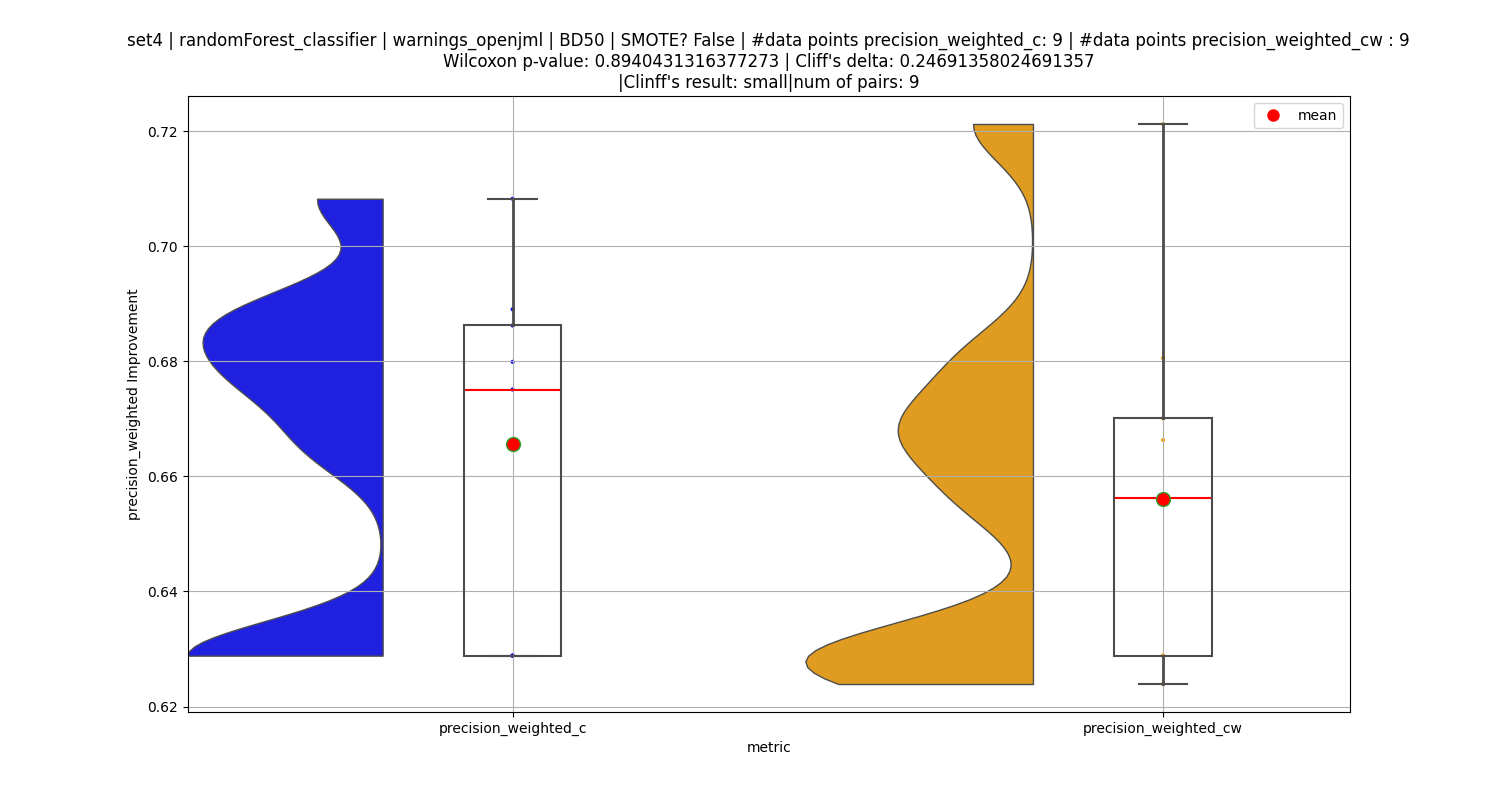 set4 | randomForest_classifier | warnings_openjml | BD50 | SMOTE? False | #data points precision_weighted_c: 9 | #data points precision_weighted_cw : 9
Wilcoxon p-value: 0.8940431316377273 | Cliff's delta: 0.24691358024691357
|Clinff's result: small|num of pairs: 9
mean
0.72
0.70
0.68
0.66
0.64
0.62
precision_weighted Improvement
precision_weighted_c
precision_weighted_cw
metric